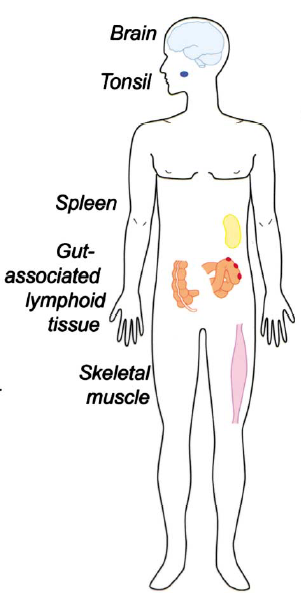 Brain
Tonsil
Spleen
Gut-
associated
lymphoid
tissue
Skeletal
muscle